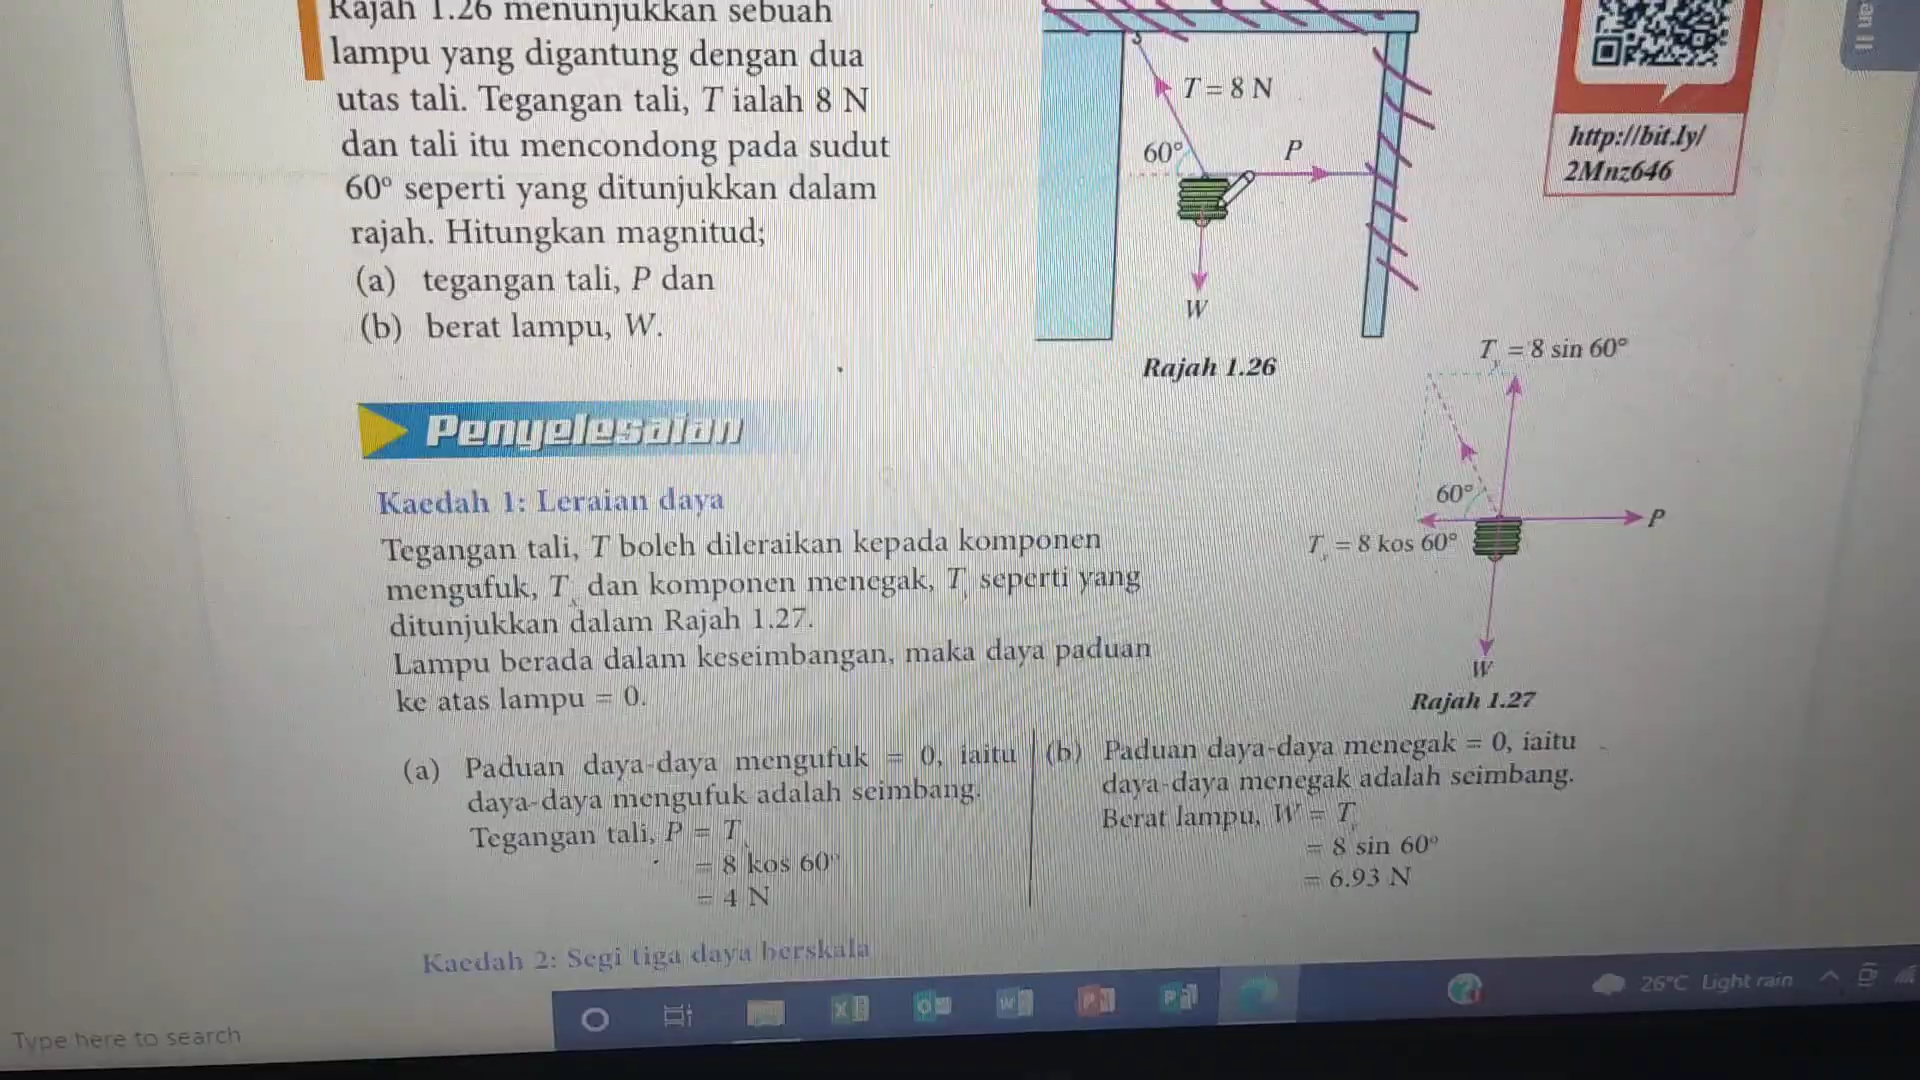 Rajah 1.26 menunjukkan sebuah
lampu yang digantung dengan dua
utas tali. Tegangan tali, T ialah 8 N
dan tali itu mencondong pada sudut
60° seperti yang ditunjukkan dalam
rajah. Hitungkan magnitud;
(a) tegangan tali, P dan
(b) berat lampu, W.
T = 8 N
60°
P
W
Rajah 1.26
http://bit.ly/
2Mnz646
Penyelesaian
Kaedah 1: Leraian daya
Tegangan tali, T boleh dileraikan kepada komponen
mengufuk, T dan komponen menegak, T seperti yang
ditunjukkan dalam Rajah 1.27.
Lampu berada dalam keseimbangan, maka daya paduan
ke atas lampu = 0.
Ty = 8 sin 60°
60°
P
T = 8 kos 60°
W
Rajah 1.27
(a) Paduan daya-daya mengufuk = 0, iaitu
daya-daya mengufuk adalah seimbang.
Tegangan tali, P = T
= 8 kos 60°
= 4 N
(b) Paduan daya-daya menegak = 0, iaitu
daya-daya menegak adalah seimbang.
Berat lampu, W = T
= 8 sin 60°
= 6.93 N
Kaedah 2: Segi tiga daya berskala
Type here to search
26°C Light rain